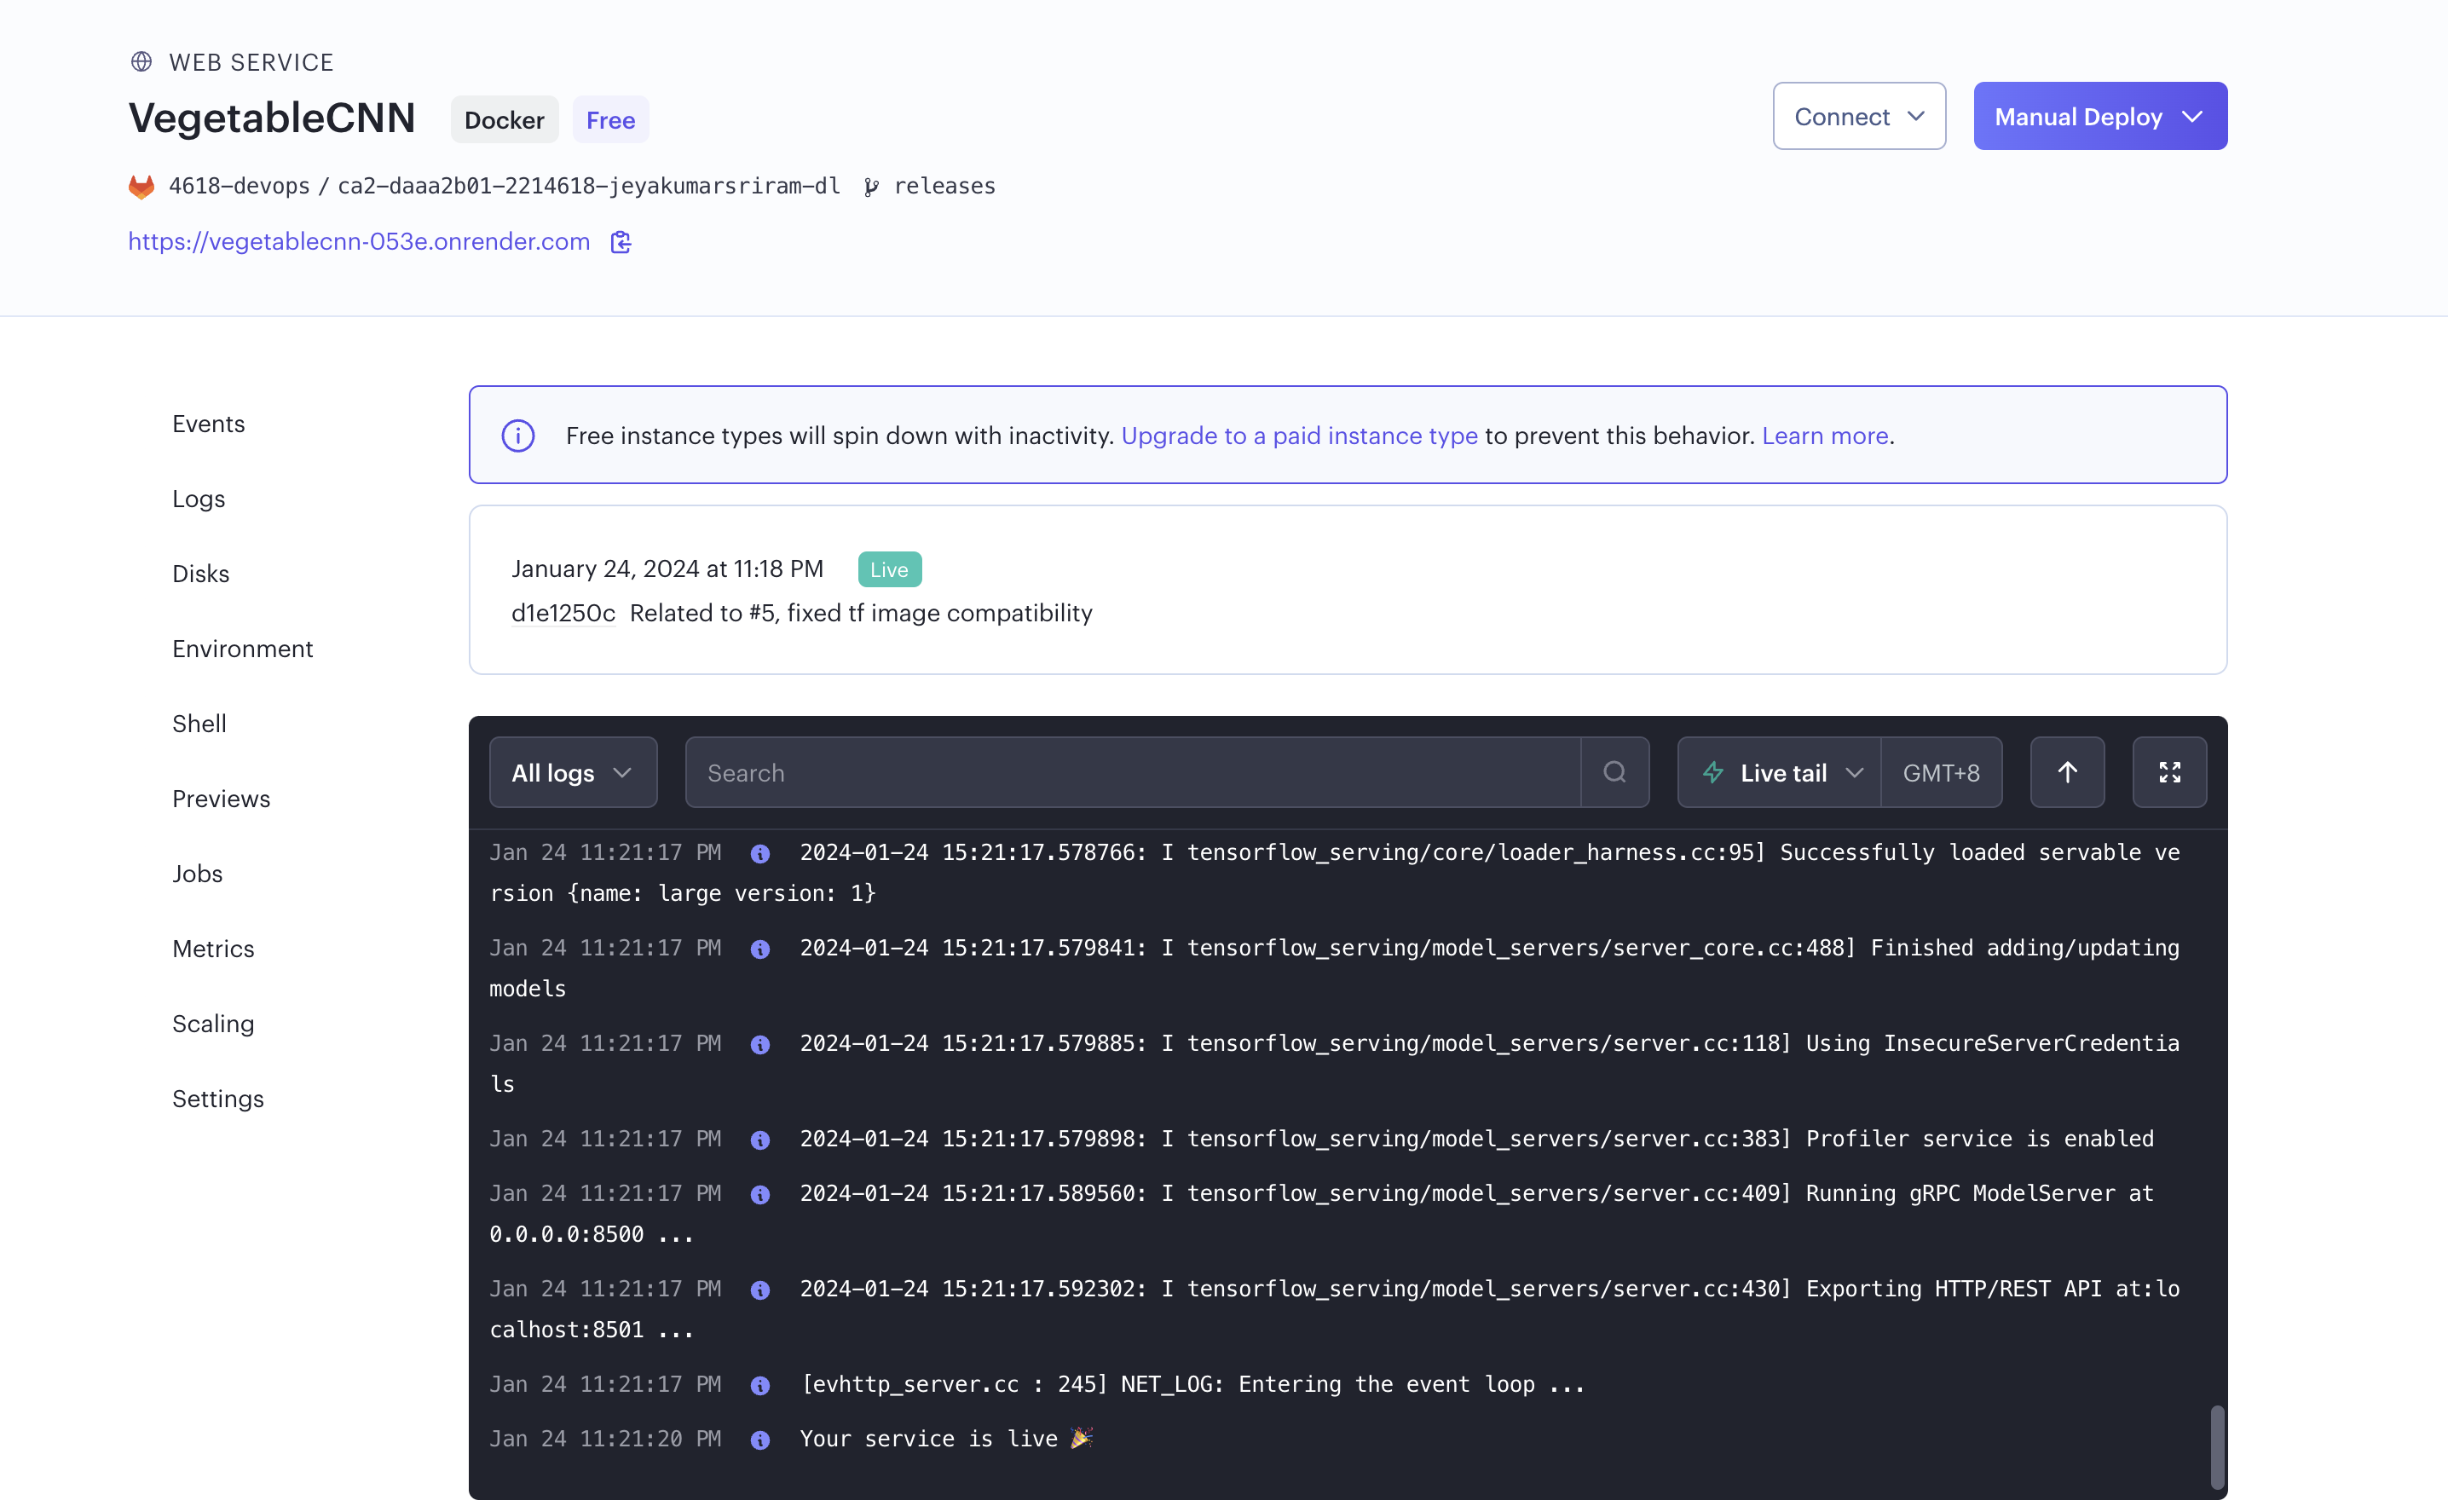 WEB SERVICE
VegetableCNN Docker Free
Connect
Manual Deploy
4618-devops / ca2-daaa2b01-2214618-jeyakumarsriram-dl releases
https://vegetablecnn-053e.onrender.com
Events
Logs
Disks
Environment
Shell
Previews
Jobs
Metrics
Scaling
Settings
Free instance types will spin down with inactivity. Upgrade to a paid instance type to prevent this behavior. Learn more.
January 24, 2024 at 11:18 PM Live
d1e1250c Related to #5, fixed tf image compatibility
All logs Search Live tail GMT+8
Jan 24 11:21:17 PM 2024-01-24 15:21:17.578766: I tensorflow_serving/core/loader_harness.cc:95] Successfully loaded servable ve
rsion {name: large version: 1}
Jan 24 11:21:17 PM 2024-01-24 15:21:17.579841: I tensorflow_serving/model_servers/server_core.cc:488] Finished adding/updating
models
Jan 24 11:21:17 PM 2024-01-24 15:21:17.579885: I tensorflow_serving/model_servers/server.cc:118] Using InsecureServerCredentia
ls
Jan 24 11:21:17 PM 2024-01-24 15:21:17.579898: I tensorflow_serving/model_servers/server.cc:383] Profiler service is enabled
Jan 24 11:21:17 PM 2024-01-24 15:21:17.589560: I tensorflow_serving/model_servers/server.cc:409] Running gRPC ModelServer at
0.0.0.0:8500 ...
Jan 24 11:21:17 PM 2024-01-24 15:21:17.592302: I tensorflow_serving/model_servers/server.cc:430] Exporting HTTP/REST API at:lo
calhost:8501 ...
Jan 24 11:21:17 PM [evhttp_server.cc : 245] NET_LOG: Entering the event loop ...
Jan 24 11:21:20 PM Your service is live 🎉